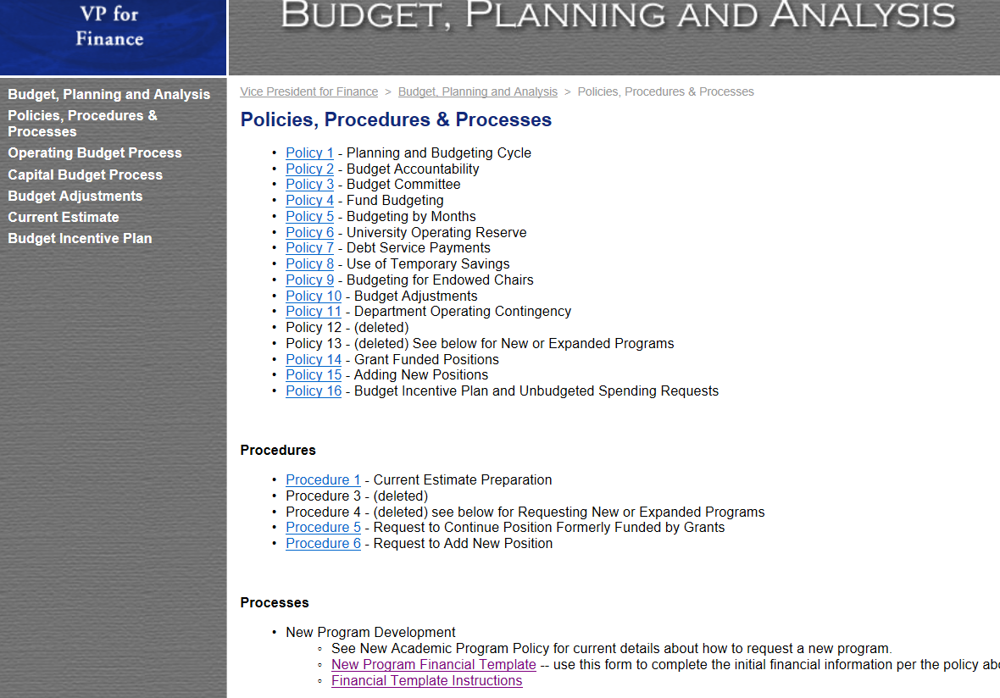 VP for
Finance
BUDGET, PLANNING AND ANALYSIS
Budget, Planning and Analysis
Policies, Procedures &
Processes
Operating Budget Process
Capital Budget Process
Budget Adjustments
Current Estimate
Budget Incentive Plan
Vice President for Finance > Budget, Planning and Analysis > Policies, Procedures & Processes
Policies, Procedures & Processes
• Policy 1 - Planning and Budgeting Cycle
• Policy 2 - Budget Accountability
• Policy 3 - Budget Committee
• Policy 4 - Fund Budgeting
• Policy 5 - Budgeting by Months
• Policy 6 - University Operating Reserve
• Policy 7 - Debt Service Payments
• Policy 8 - Use of Temporary Savings
• Policy 9 - Budgeting for Endowed Chairs
• Policy 10 - Budget Adjustments
• Policy 11 - Department Operating Contingency
• Policy 12 - (deleted)
• Policy 13 - (deleted) See below for New or Expanded Programs
• Policy 14 - Grant Funded Positions
• Policy 15 - Adding New Positions
• Policy 16 - Budget Incentive Plan and Unbudgeted Spending Requests
Procedures
• Procedure 1 - Current Estimate Preparation
• Procedure 3 - (deleted)
• Procedure 4 - (deleted) see below for Requesting New or Expanded Programs
• Procedure 5 - Request to Continue Position Formerly Funded by Grants
• Procedure 6 - Request to Add New Position
Processes
• New Program Development
◦ See New Academic Program Policy for current details about how to request a new program.
◦ New Program Financial Template -- use this form to complete the initial financial information per the policy
◦ Financial Template Instructions